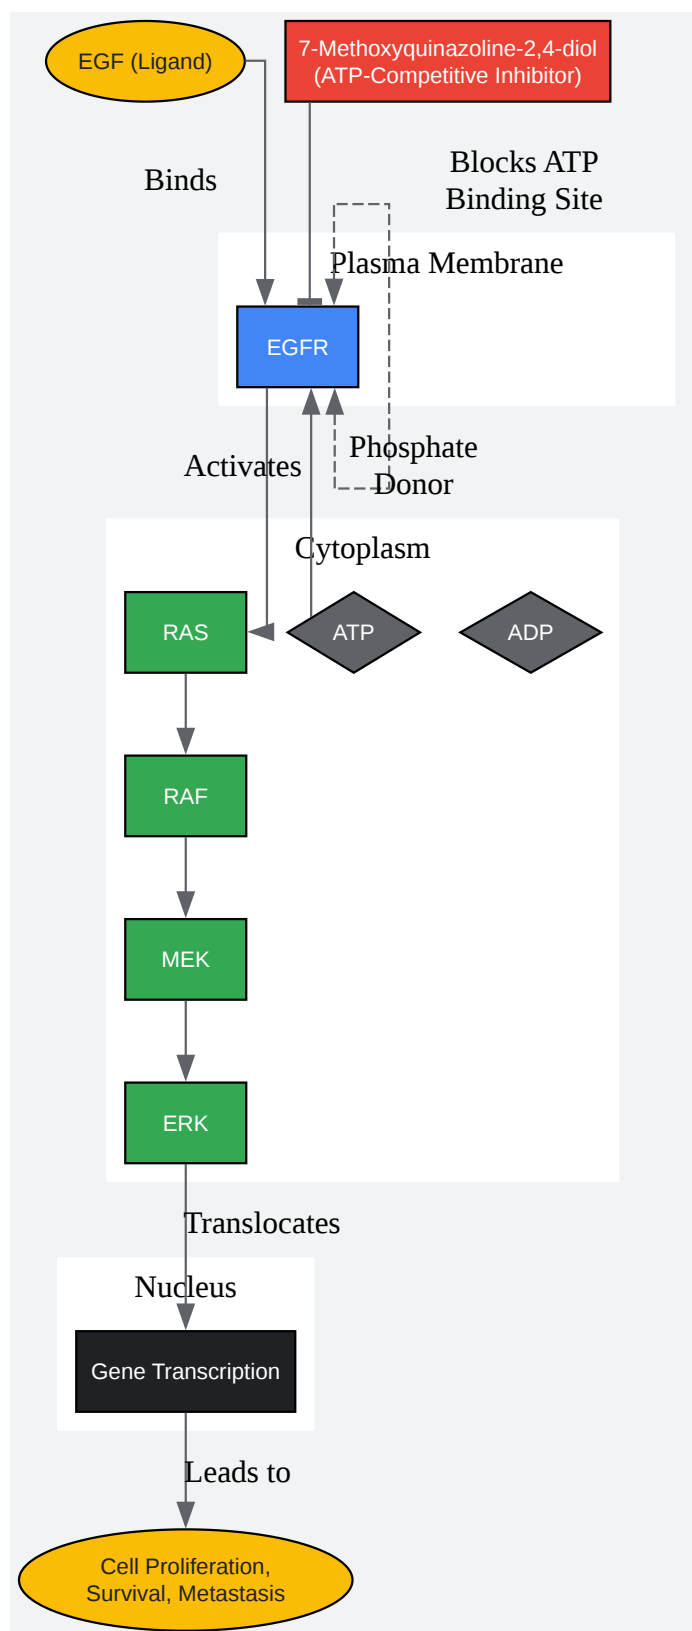 EGF (Ligand)
7-Methoxyquinazoline-2,4-diol
(ATP-Competitive Inhibitor)
Binds
Blocks ATP
Binding Site
Plasma Membrane
EGFR
Activates
Phosphate
Donor
Cytoplasm
RAS
ATP
ADP
RAF
MEK
ERK
Translocates
Nucleus
Gene Transcription
Leads to
Cell Proliferation,
Survival, Metastasis